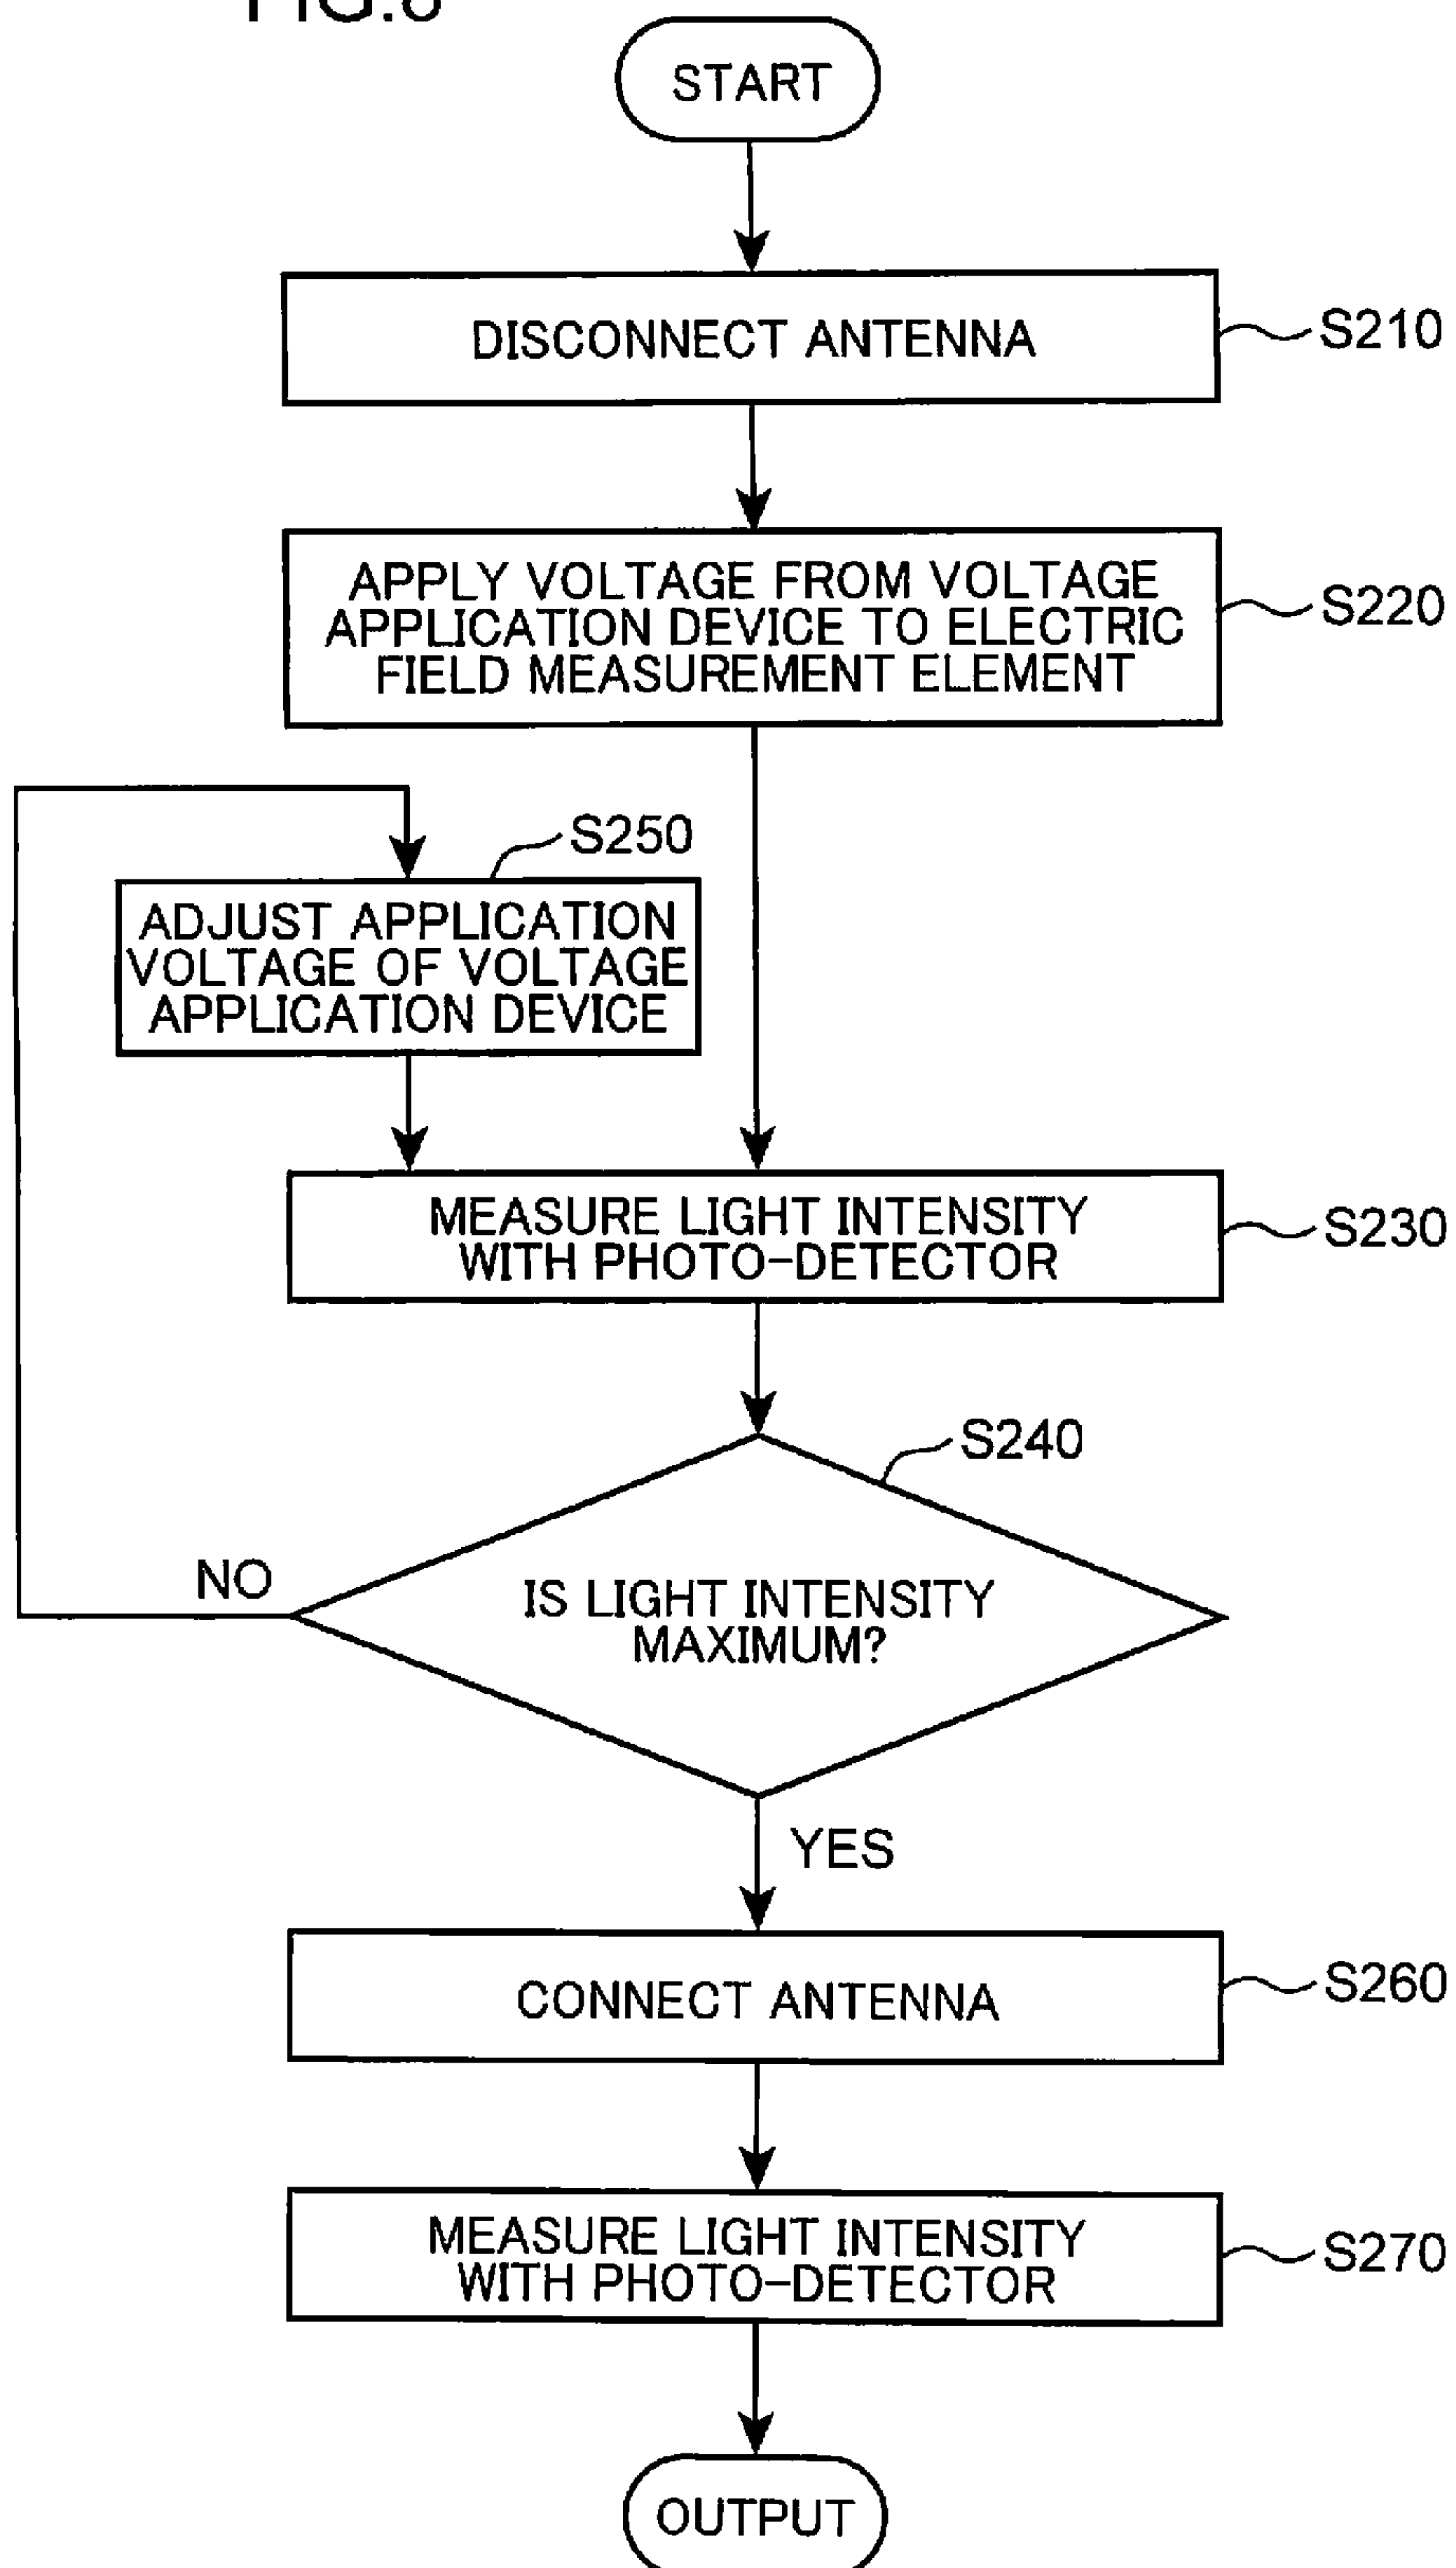 FIG.8
START
DISCONNECT ANTENNA
S210
APPLY VOLTAGE FROM VOLTAGE
APPLICATION DEVICE TO ELECTRIC
FIELD MEASUREMENT ELEMENT
S220
S250
ADJUST APPLICATION
VOLTAGE OF VOLTAGE
APPLICATION DEVICE
MEASURE LIGHT INTENSITY
WITH PHOTO-DETECTOR
S230
S240
IS LIGHT INTENSITY
MAXIMUM?
NO
YES
CONNECT ANTENNA
S260
MEASURE LIGHT INTENSITY
WITH PHOTO-DETECTOR
S270
OUTPUT